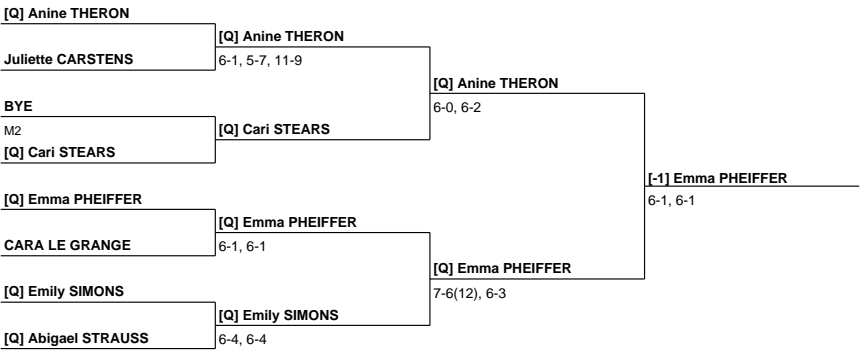 [Q] Anine THERON
[Q] Anine THERON
Juliette CARSTENS
6-1, 5-7, 11-9
[Q] Anine THERON
BYE
6-0, 6-2
M2
[Q] Cari STEARS
[Q] Cari STEARS
[-1] Emma PHEIFFER
[Q] Emma PHEIFFER
6-1, 6-1
[Q] Emma PHEIFFER
CARA LE GRANGE
6-1, 6-1
[Q] Emma PHEIFFER
[Q] Emily SIMONS
7-6(12), 6-3
[Q] Emily SIMONS
[Q] Abigael STRAUSS
6-4, 6-4